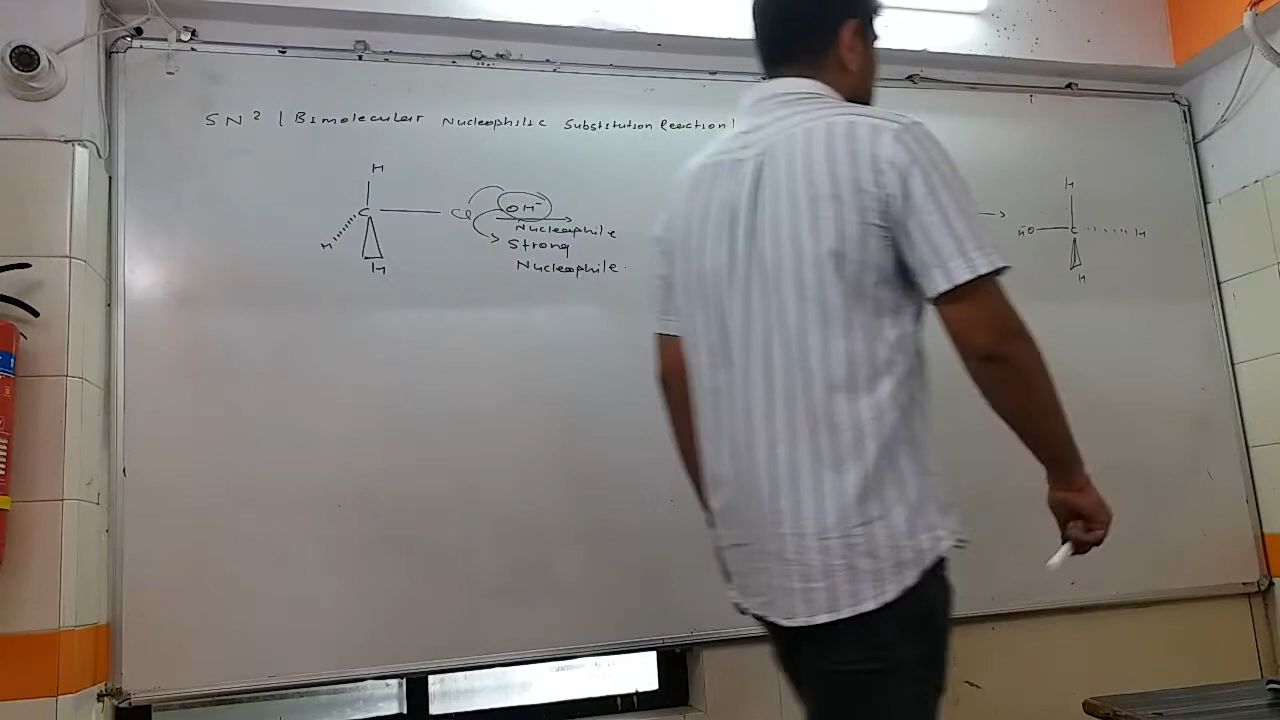 SN2 (Bimolecular Nucleophilic Substitution Reaction)
H
C Cl OH-
H
H
Nucleophile
Strong
Nucleophile.
H
HO C H
H